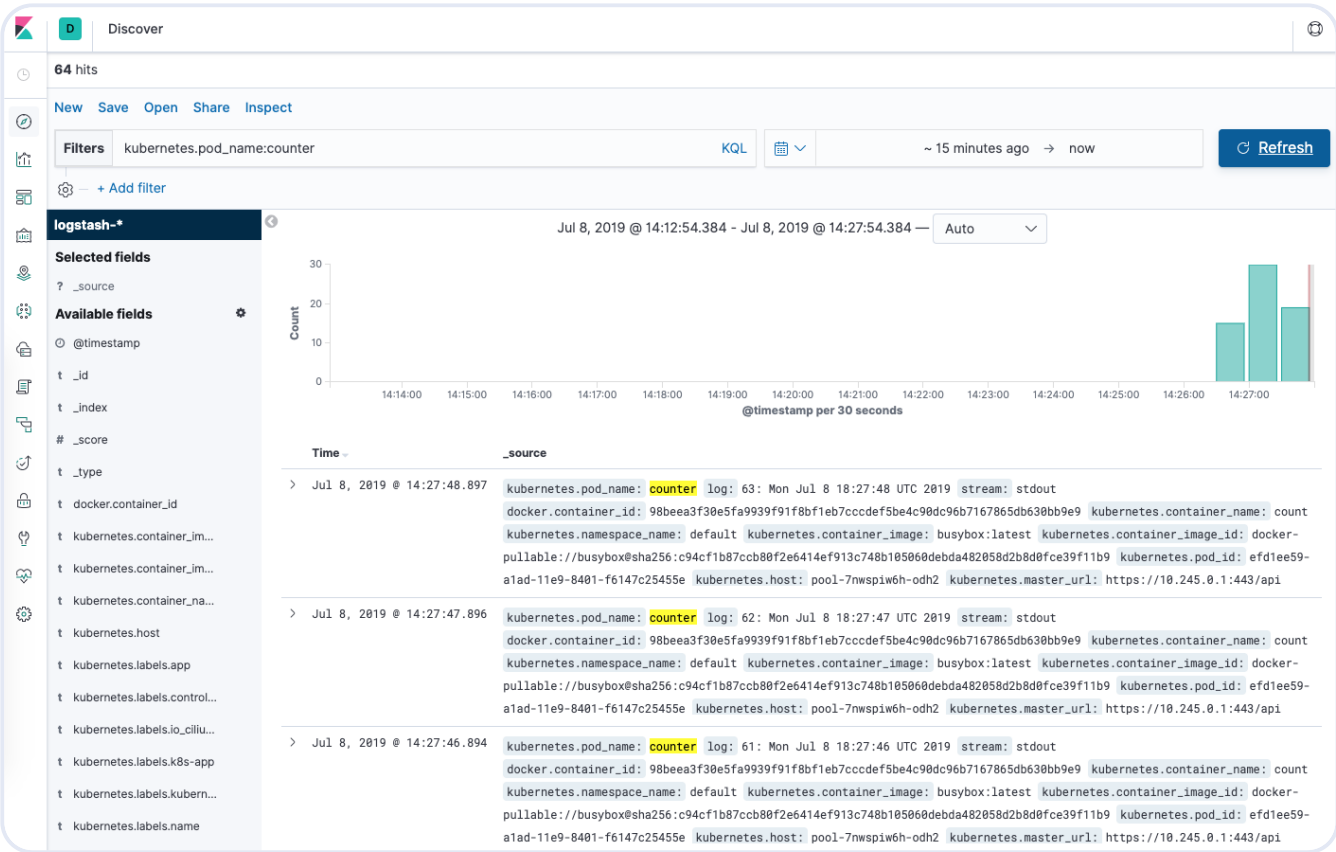 D Discover
64 hits
New Save Open Share Inspect
Filters kubernetes.pod_name:counter KQL ~ 15 minutes ago → now Refresh
+ Add filter
logstash-*
Selected fields
? _source
Available fields
@timestamp
t _id
t _index
# _score
t _type
t docker.container_id
t kubernetes.container_im...
t kubernetes.container_im...
t kubernetes.container_na...
t kubernetes.host
t kubernetes.labels.app
t kubernetes.labels.control...
t kubernetes.labels.io_ciliu...
t kubernetes.labels.k8s-app
t kubernetes.labels.kubern...
t kubernetes.labels.name
Jul 8, 2019 @ 14:12:54.384 - Jul 8, 2019 @ 14:27:54.384 — Auto
Count
30
20
10
0
14:14:00 14:15:00 14:16:00 14:17:00 14:18:00 14:19:00 14:20:00 14:21:00 14:22:00 14:23:00 14:24:00 14:25:00 14:26:00 14:27:00
@timestamp per 30 seconds
Time _source
Jul 8, 2019 @ 14:27:48.897 kubernetes.pod_name: counter log: 63: Mon Jul 8 18:27:48 UTC 2019 stream: stdout
docker.container_id: 98beea3f30e5fa9939f91f8bf1eb7cccdef5be4c90dc96b7167865db630bb9e9 kubernetes.container_name: count
kubernetes.namespace_name: default kubernetes.container_image: busybox:latest kubernetes.container_image_id: docker-
pullable://busybox@sha256:c94cf1b87ccb80f2e6414ef913c748b105060debda482058d2b8d0fce39f11b9 kubernetes.pod_id: efd1ee59-
a1ad-11e9-8401-f6147c25455e kubernetes.host: pool-7nwspiw6h-odh2 kubernetes.master_url: https://10.245.0.1:443/api
Jul 8, 2019 @ 14:27:47.896 kubernetes.pod_name: counter log: 62: Mon Jul 8 18:27:47 UTC 2019 stream: stdout
docker.container_id: 98beea3f30e5fa9939f91f8bf1eb7cccdef5be4c90dc96b7167865db630bb9e9 kubernetes.container_name: count
kubernetes.namespace_name: default kubernetes.container_image: busybox:latest kubernetes.container_image_id: docker-
pullable://busybox@sha256:c94cf1b87ccb80f2e6414ef913c748b105060debda482058d2b8d0fce39f11b9 kubernetes.pod_id: efd1ee59-
a1ad-11e9-8401-f6147c25455e kubernetes.host: pool-7nwspiw6h-odh2 kubernetes.master_url: https://10.245.0.1:443/api
Jul 8, 2019 @ 14:27:46.894 kubernetes.pod_name: counter log: 61: Mon Jul 8 18:27:46 UTC 2019 stream: stdout
docker.container_id: 98beea3f30e5fa9939f91f8bf1eb7cccdef5be4c90dc96b7167865db630bb9e9 kubernetes.container_name: count
kubernetes.namespace_name: default kubernetes.container_image: busybox:latest kubernetes.container_image_id: docker-
pullable://busybox@sha256:c94cf1b87ccb80f2e6414ef913c748b105060debda482058d2b8d0fce39f11b9 kubernetes.pod_id: efd1ee59-
a1ad-11e9-8401-f6147c25455e kubernetes.host: pool-7nwspiw6h-odh2 kubernetes.master_url: https://10.245.0.1:443/api